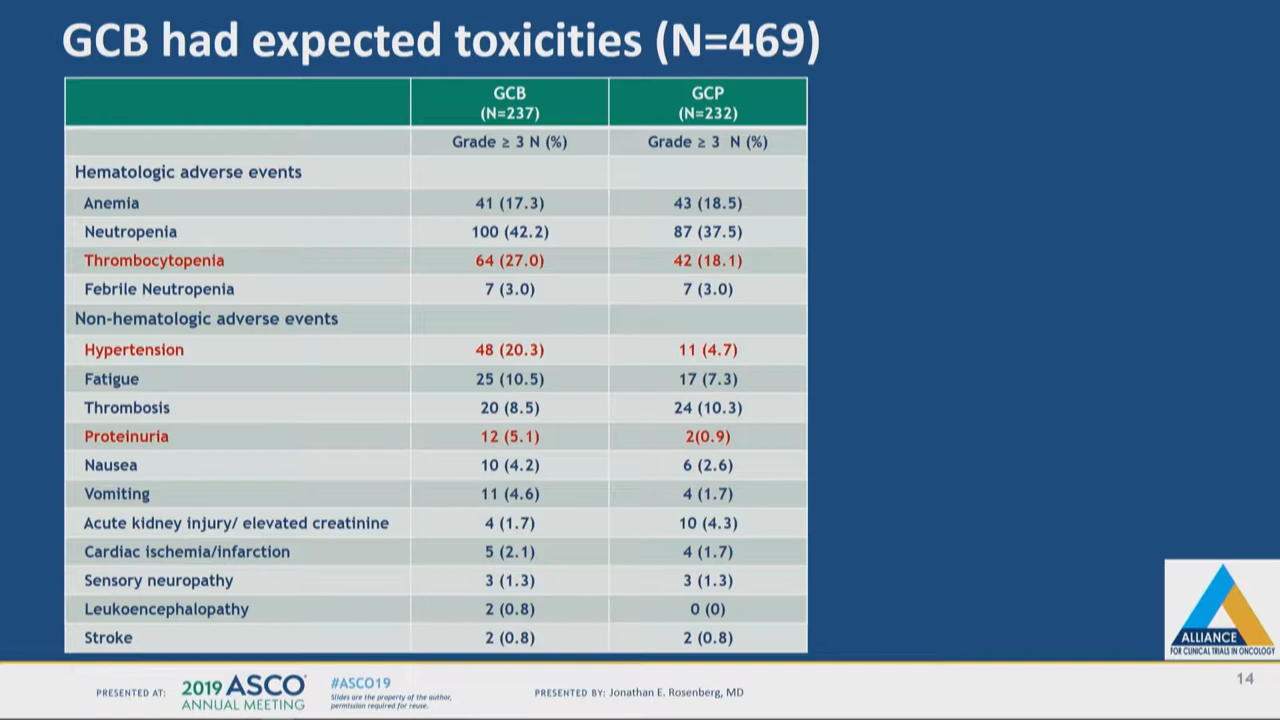 GCB had expected toxicities (N=469)
GCB GCP
(N=237) (N=232)
Grade ≥ 3 N (%) Grade ≥ 3 N (%)
Hematologic adverse events
Anemia 41 (17.3) 43 (18.5)
Neutropenia 100 (42.2) 87 (37.5)
Thrombocytopenia 64 (27.0) 42 (18.1)
Febrile Neutropenia 7 (3.0) 7 (3.0)
Non-hematologic adverse events
Hypertension 48 (20.3) 11 (4.7)
Fatigue 25 (10.5) 17 (7.3)
Thrombosis 20 (8.5) 24 (10.3)
Proteinuria 12 (5.1) 2(0.9)
Nausea 10 (4.2) 6 (2.6)
Vomiting 11 (4.6) 4 (1.7)
Acute kidney injury/ elevated creatinine 4 (1.7) 10 (4.3)
Cardiac ischemia/infarction 5 (2.1) 4 (1.7)
Sensory neuropathy 3 (1.3) 3 (1.3)
Leukoencephalopathy 2 (0.8) 0 (0)
Stroke 2 (0.8) 2 (0.8)
ALLIANCE
FOR CLINICAL TRIALS IN ONCOLOGY
PRESENTED AT: 2019 ASCO
ANNUAL MEETING
#ASCO19
Slides are the property of the author,
permission required for reuse.
PRESENTED BY: Jonathan E. Rosenberg, MD
14